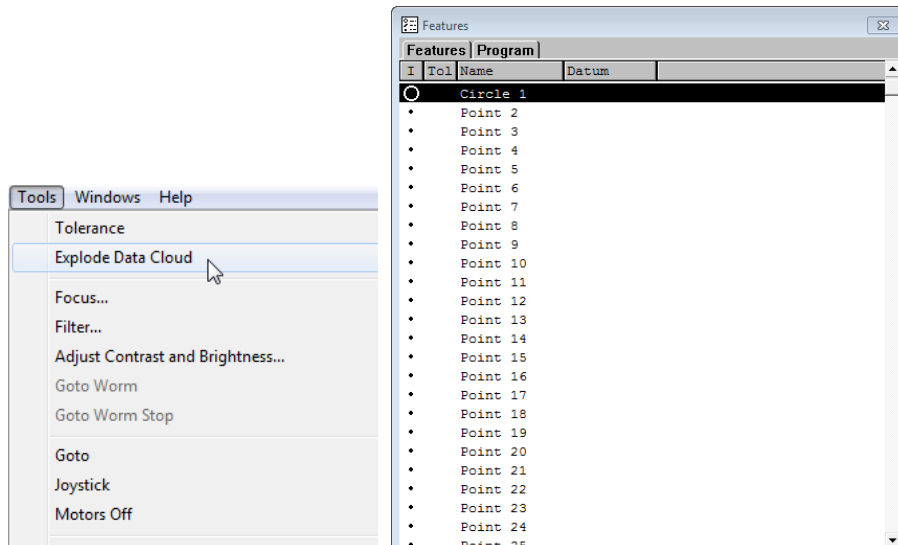 Tools Windows Help
Tolerance
Explode Data Cloud
Focus...
Filter...
Adjust Contrast and Brightness...
Goto Worm
Goto Worm Stop
Goto
Joystick
Motors Off
Features
Features Program
I Tol Name Datum
Circle 1
Point 2
Point 3
Point 4
Point 5
Point 6
Point 7
Point 8
Point 9
Point 10
Point 11
Point 12
Point 13
Point 14
Point 15
Point 16
Point 17
Point 18
Point 19
Point 20
Point 21
Point 22
Point 23
Point 24
Point 25